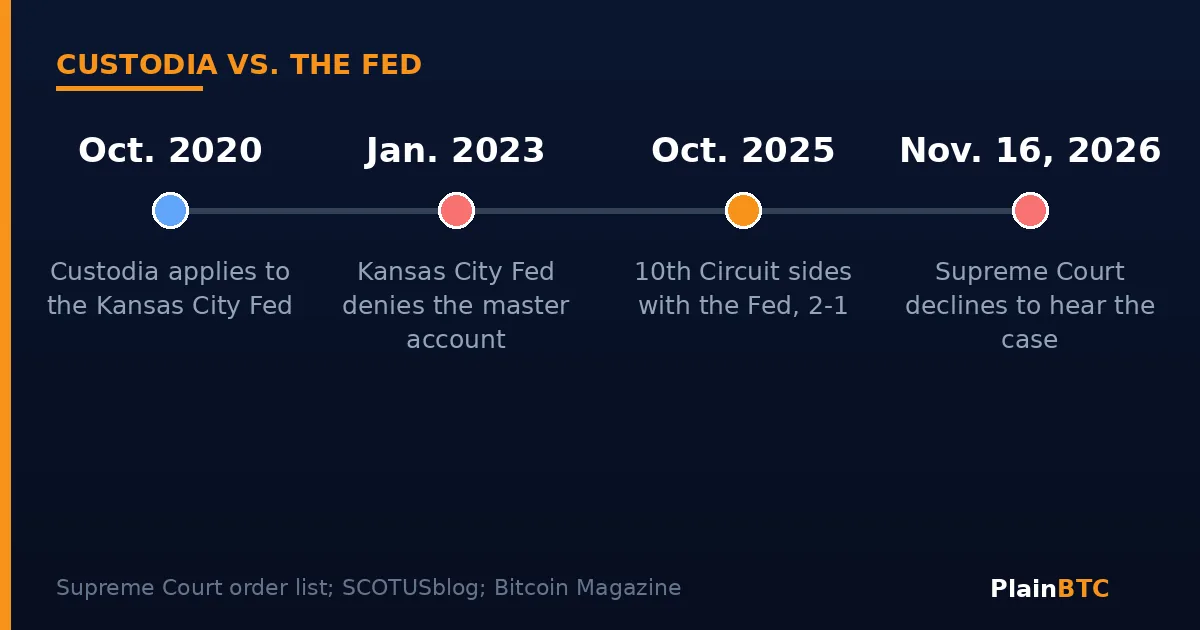 CUSTODIA VS. THE FED
Oct. 2020
Jan. 2023
Oct. 2025
Nov. 16, 2026
Custodia applies to
the Kansas City Fed
Kansas City Fed
denies the master
account
10th Circuit sides
with the Fed, 2-1
Supreme Court
declines to hear the
case
Supreme Court order list; SCOTUSblog; Bitcoin Magazine
PlainBTC